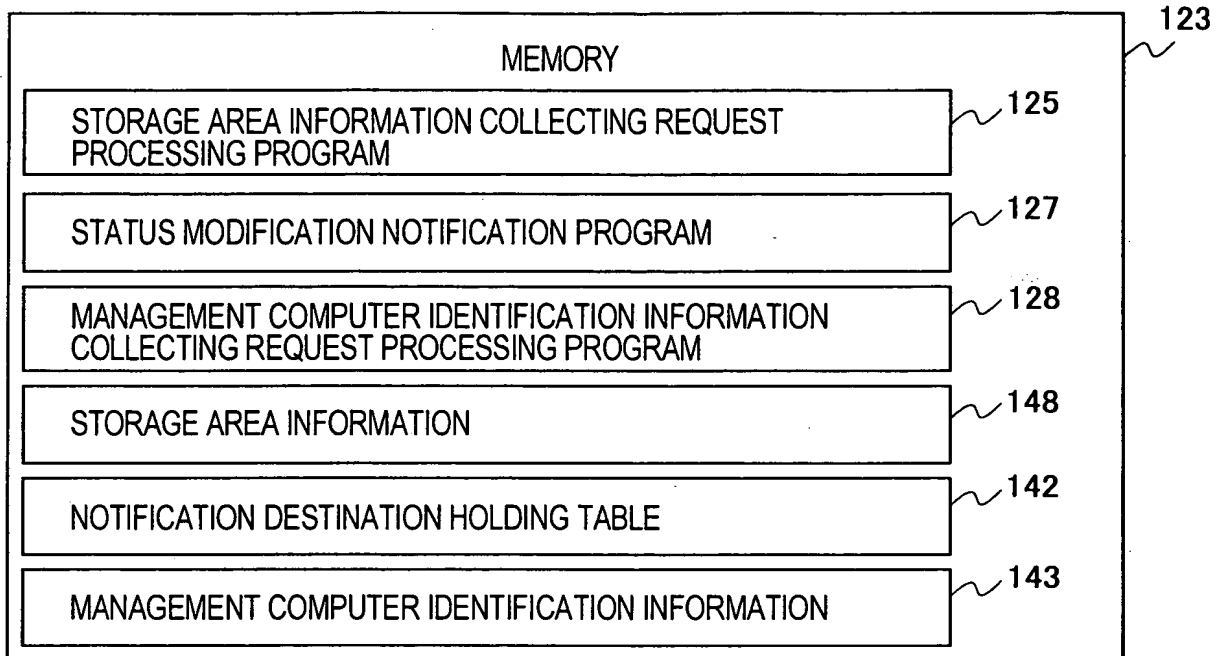 123
MEMORY
STORAGE AREA INFORMATION COLLECTING REQUEST
PROCESSING PROGRAM
125
STATUS MODIFICATION NOTIFICATION PROGRAM
127
MANAGEMENT COMPUTER IDENTIFICATION INFORMATION
COLLECTING REQUEST PROCESSING PROGRAM
128
STORAGE AREA INFORMATION
148
NOTIFICATION DESTINATION HOLDING TABLE
142
MANAGEMENT COMPUTER IDENTIFICATION INFORMATION
143